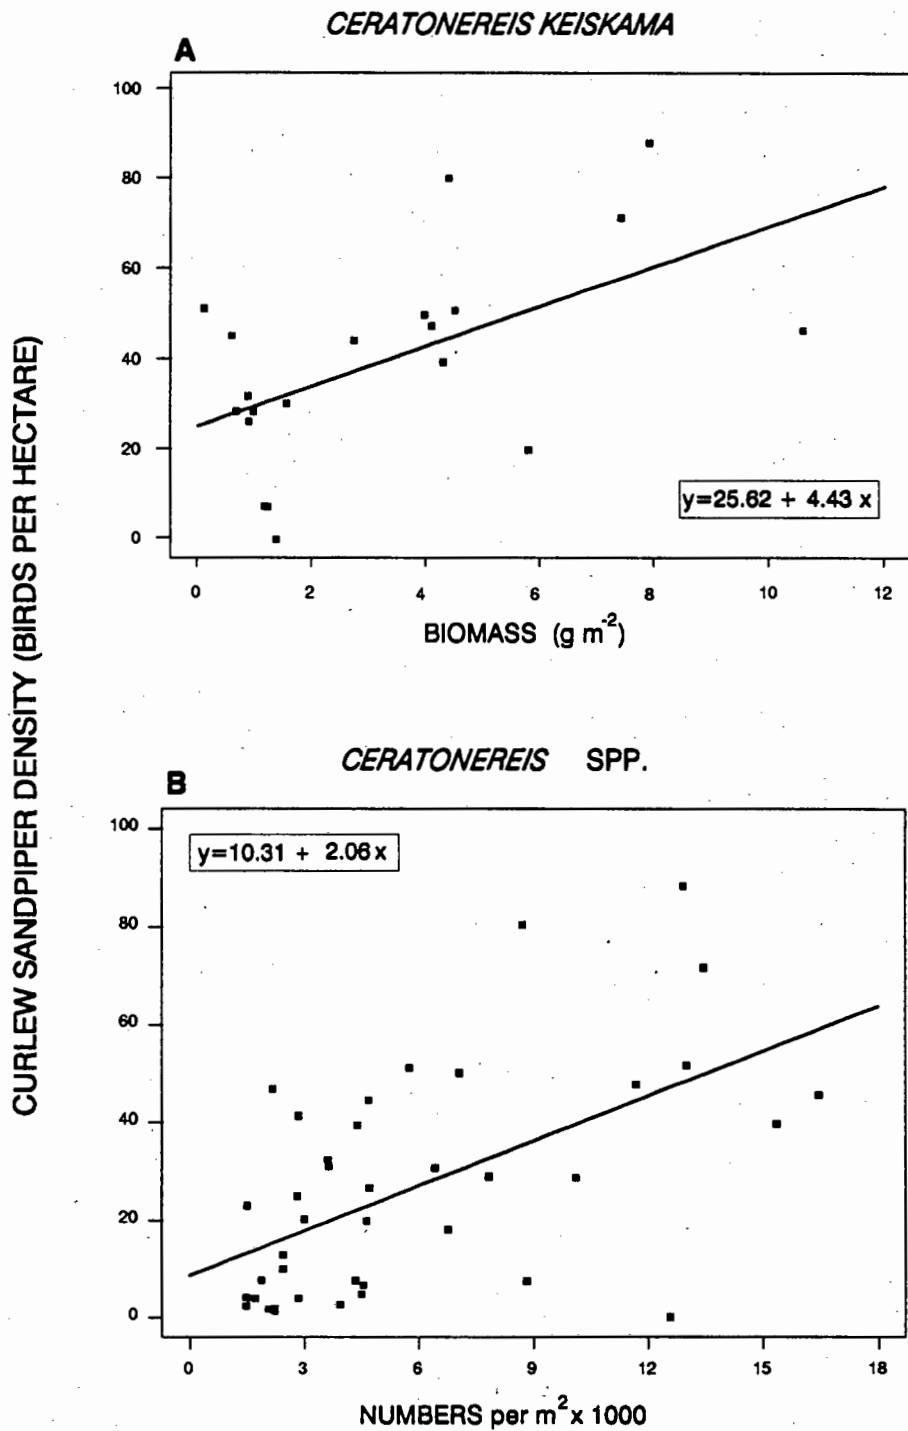 CERATONEREIS KEISKAMA
A
100
80
60
40
20
0
y=25.62 + 4.43 x
0 2 4 6 8 10 12
BIOMASS (g m-2)
CURLEW SANDPIPER DENSITY (BIRDS PER HECTARE)
CERATONEREIS SPP.
B
y=10.31 + 2.06x
100
80
60
40
20
0
0 3 6 9 12 15 18
NUMBERS per m2 x 1000